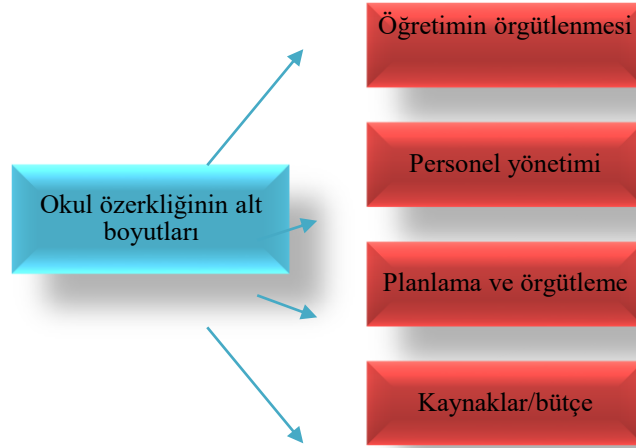 Öğretimin örgütlenmesi
Personel yönetimi
Okul özerkliğinin alt
boyutları
Planlama ve örgütleme
Kaynaklar/bütçe